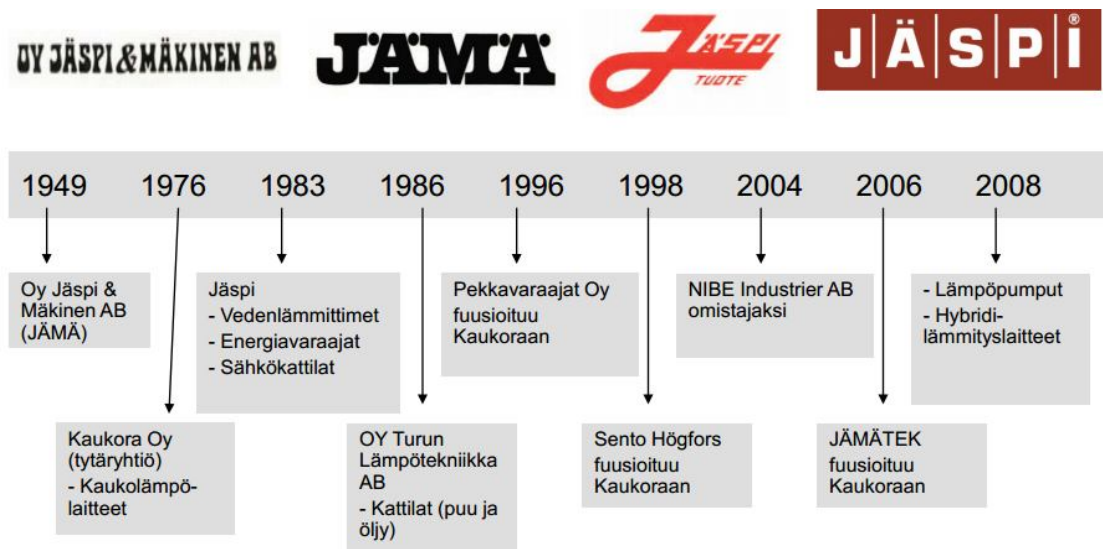 OY JÄSPI & MÄKINEN AB
JÄMÄ
JÄSPI
TUOTE
JÄSPI®
1949 1976 1983 1986 1996 1998 2004 2006 2008
Oy Jäspi &
Mäkinen AB
(JÄMÄ)
Jäspi
- Vedenlämmittimet
- Energiavaraajat
- Sähkökattilat
Pekkavaraajat Oy
fuusioituu
Kaukoraan
NIBE Industrier AB
omistajaksi
- Lämpöpumput
- Hybridi-
lämmityslaitteet
Kaukora Oy
(tytäryhtiö)
- Kaukolämpö-
laitteet
OY Turun
Lämpötekniikka
AB
- Kattilat (puu ja
öljy)
Sento Högfors
fuusioituu
Kaukoraan
JÄMÄTEK
fuusioituu
Kaukoraan